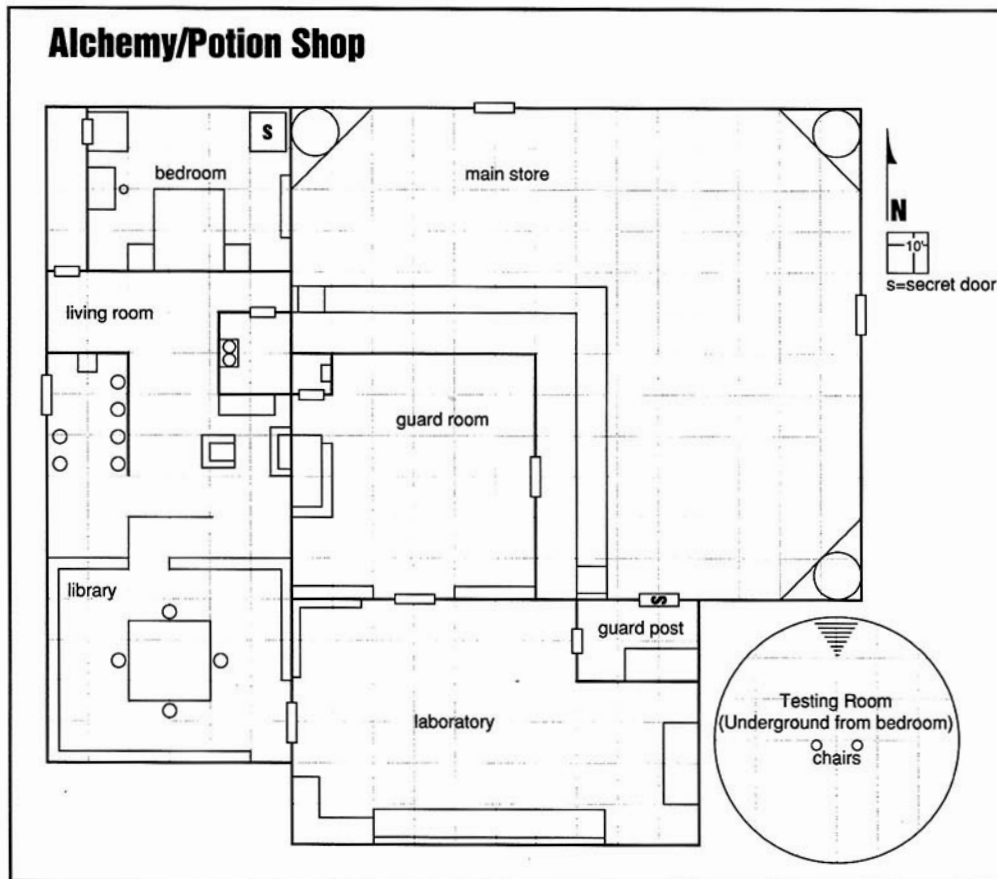 Alchemy/Potion Shop
S
bedroom
main store
N
10'
s=secret door
living room
guard room
library
S
guard post
laboratory
Testing Room
(Underground from bedroom)
chairs